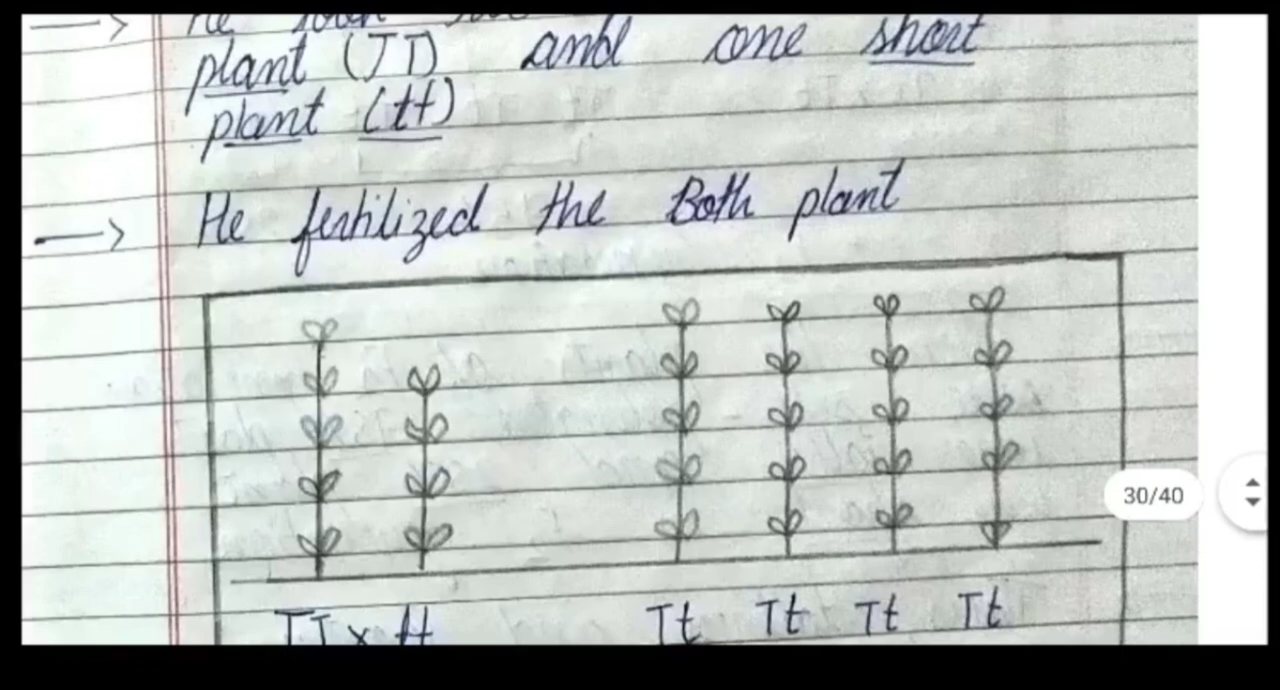 He
plant (TT) and one short
plant (tt)
He fertilized the Both plant
30/40
TT x tt Tt Tt Tt Tt